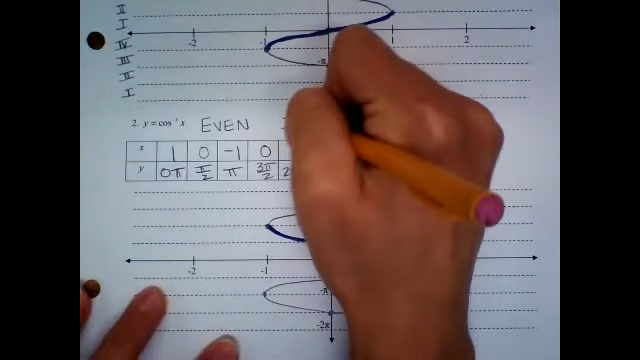 II
I
-2 -1 1 2
IV
III -π
II
I
2. y = cos⁻¹ x EVEN
x 1 0 -1 0
y 0π π/2 π 3π/2 2
-2 -1
-π
-2π